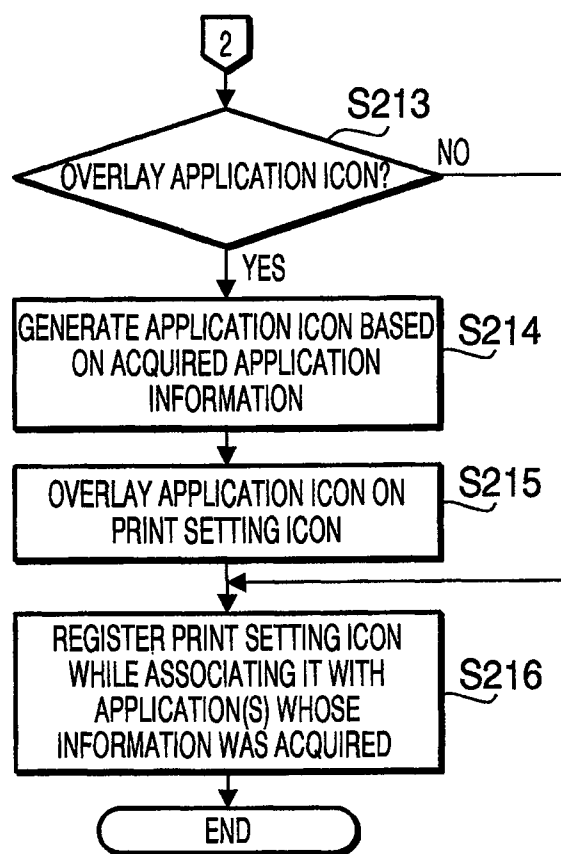 2
S213
OVERLAY APPLICATION ICON?
NO
YES
GENERATE APPLICATION ICON BASED
ON ACQUIRED APPLICATION
INFORMATION
S214
OVERLAY APPLICATION ICON ON
PRINT SETTING ICON
S215
REGISTER PRINT SETTING ICON
WHILE ASSOCIATING IT WITH
APPLICATION(S) WHOSE
INFORMATION WAS ACQUIRED
S216
END